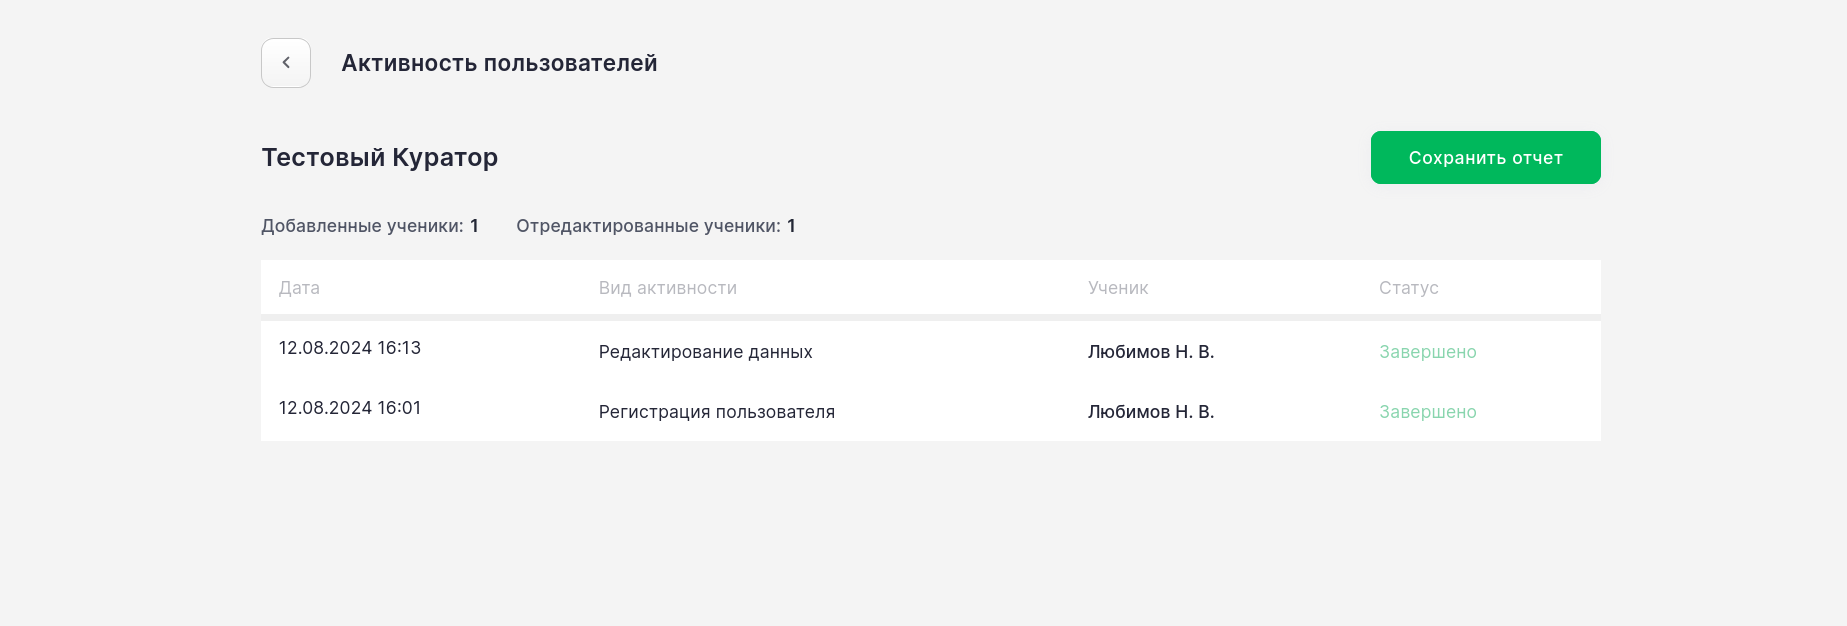 Активность пользователей
Тестовый Куратор
Сохранить отчет
Добавленные ученики: 1 Отредактированные ученики: 1
Дата Вид активности Ученик Статус
12.08.2024 16:13 Редактирование данных Любимов Н. В. Завершено
12.08.2024 16:01 Регистрация пользователя Любимов Н. В. Завершено